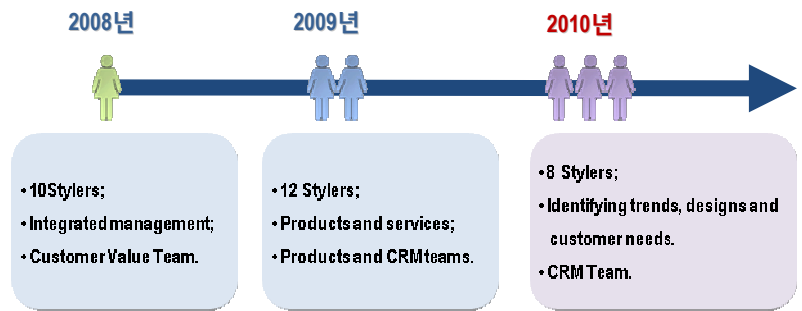 2008년
2009년
2010년
• 10Stylers;
• Integrated management;
• Customer Value Team.
• 12 Stylers;
• Products and services;
• Products and CRM teams.
• 8 Stylers;
• Identifying trends, designs and
customer needs.
• CRM Team.